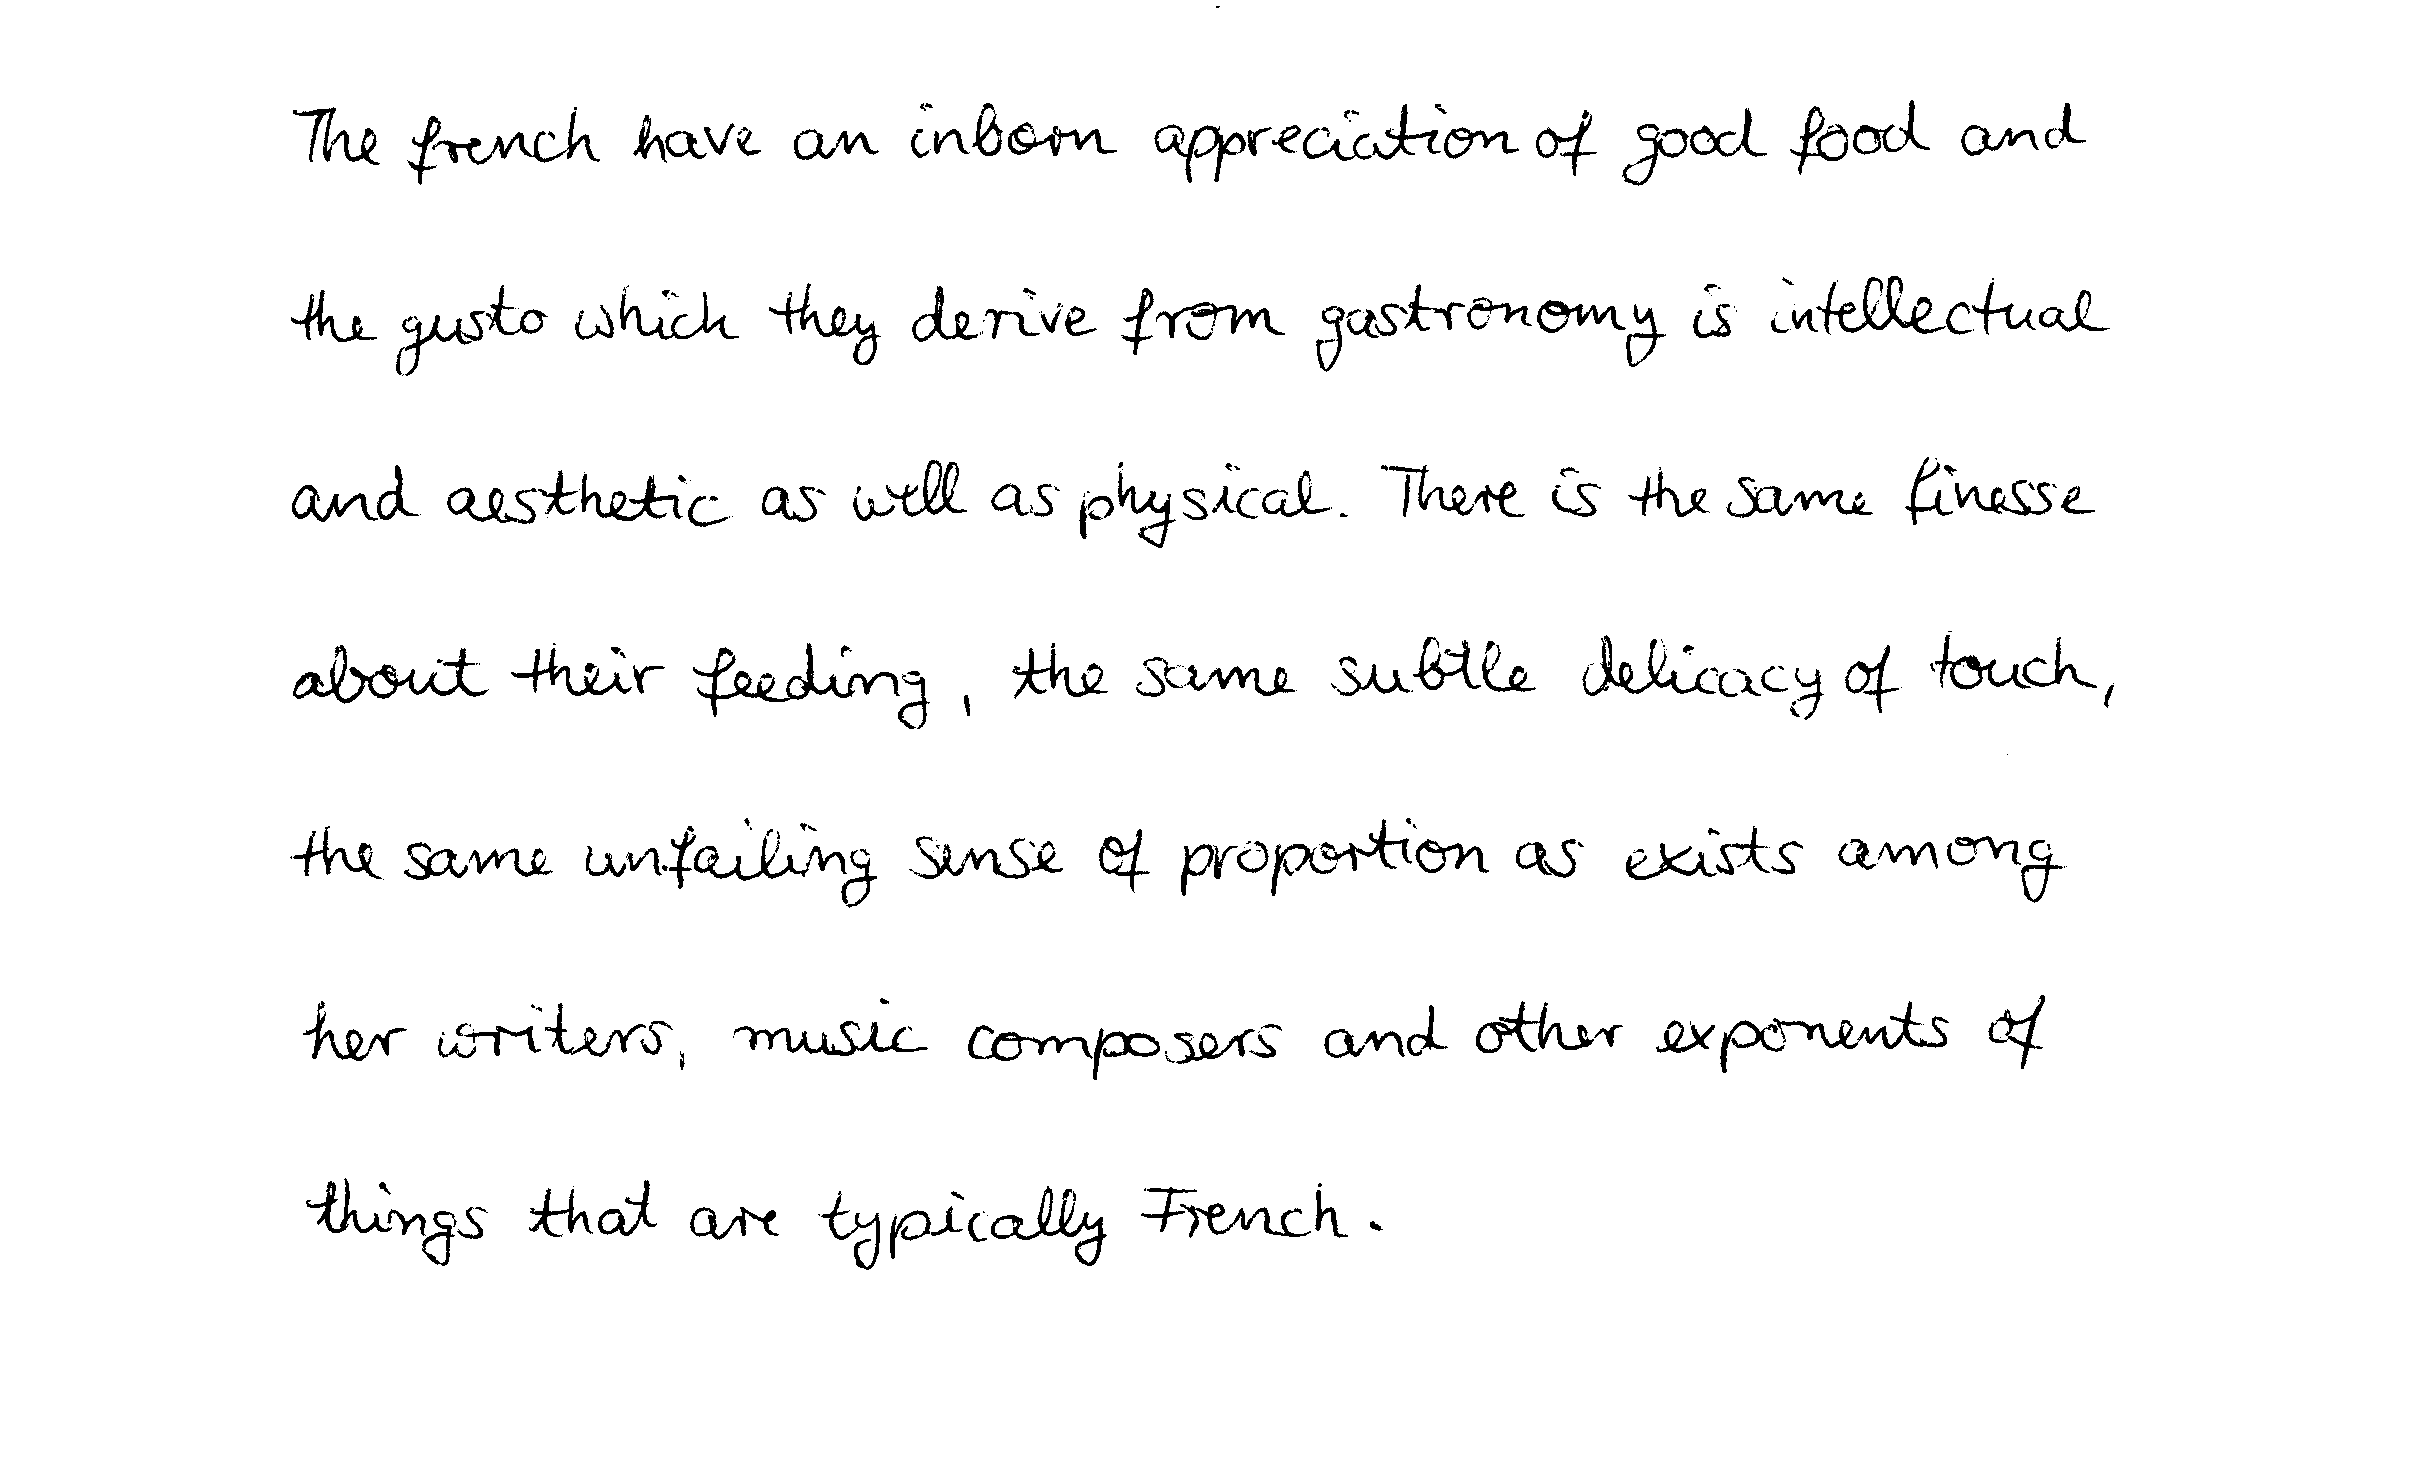 The french have an inborn appreciation of good food and
the gusto which they derive from gastronomy is intellectual
and aesthetic as well as physical. There is the same finesse
about their feeding, the same subtle delicacy of touch,
the same unfailing sense of proportion as exists among
her writers, music composers and other exponents of
things that are typically French.